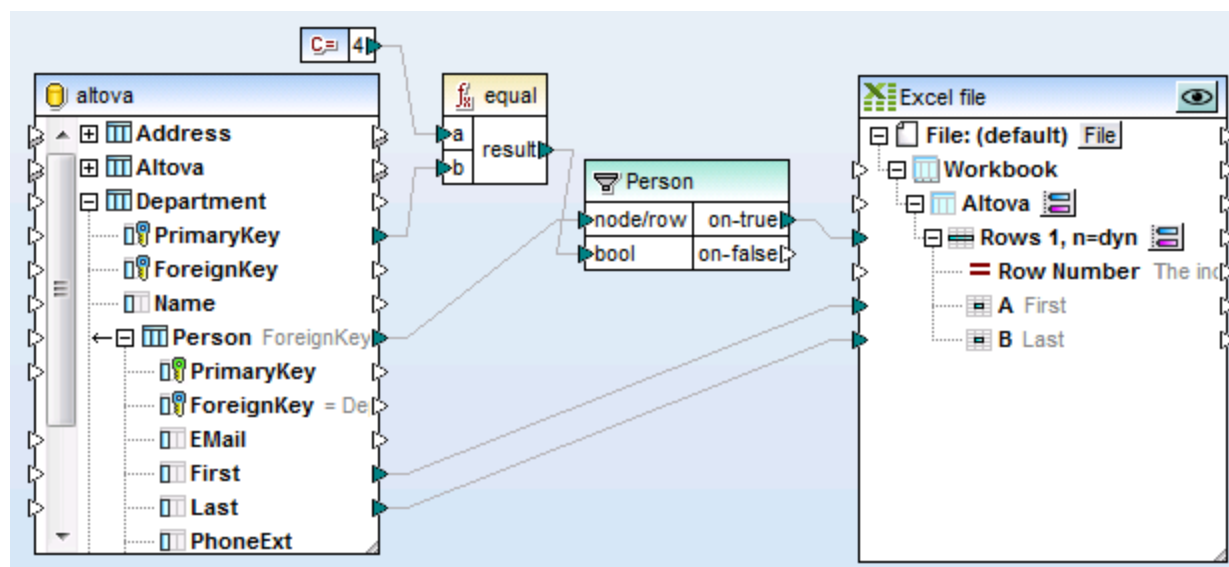 C= 4
altova
Address
Altova
Department
PrimaryKey
ForeignKey
Name
Person ForeignKey
PrimaryKey
ForeignKey = De
EMail
First
Last
PhoneExt
equal
a
b
result
Person
node/row on-true
bool on-false
Excel file
File: (default) File
Workbook
Altova
Rows 1, n=dyn
Row Number The ind
A First
B Last